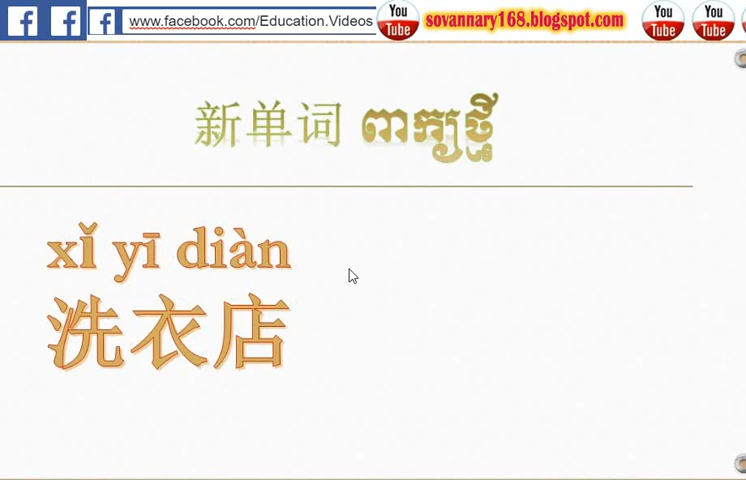 www.facebook.com/Education.Videos You Tube sovannary168.blogspot.com You Tube You Tube
新单词 ពាក្យថ្មី
xǐ yī diàn
洗衣店